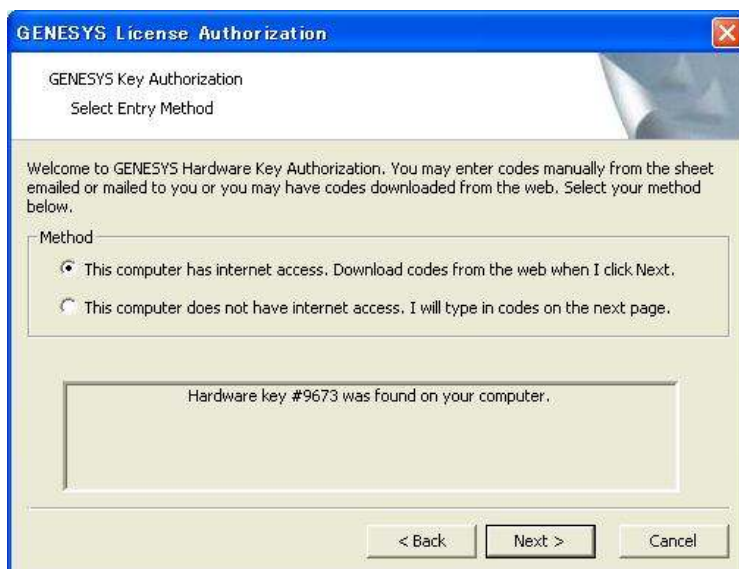 GENESYS License Authorization
GENESYS Key Authorization
Select Entry Method
Welcome to GENESYS Hardware Key Authorization. You may enter codes manually from the sheet
emailed or mailed to you or you may have codes downloaded from the web. Select your method
below.
Method
This computer has internet access. Download codes from the web when I click Next.
This computer does not have internet access. I will type in codes on the next page.
Hardware key #9673 was found on your computer.
< Back Next > Cancel